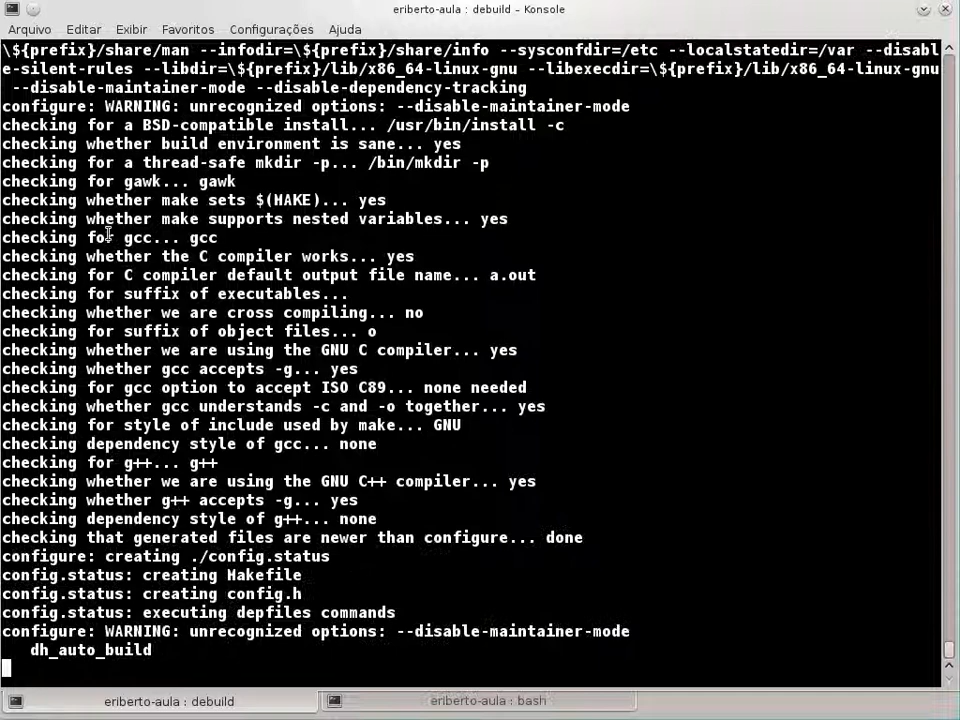 eriberto-aula : debuild – Konsole
Arquivo Editar Exibir Favoritos Configurações Ajuda
\${prefix}/share/man --infodir=\${prefix}/share/info --sysconfdir=/etc --localstatedir=/var --disabl
e-silent-rules --libdir=\${prefix}/lib/x86_64-linux-gnu --libexecdir=\${prefix}/lib/x86_64-linux-gnu
--disable-maintainer-mode --disable-dependency-tracking
configure: WARNING: unrecognized options: --disable-maintainer-mode
checking for a BSD-compatible install... /usr/bin/install -c
checking whether build environment is sane... yes
checking for a thread-safe mkdir -p... /bin/mkdir -p
checking for gawk... gawk
checking whether make sets $(MAKE)... yes
checking whether make supports nested variables... yes
checking for gcc... gcc
checking whether the C compiler works... yes
checking for C compiler default output file name... a.out
checking for suffix of executables...
checking whether we are cross compiling... no
checking for suffix of object files... o
checking whether we are using the GNU C compiler... yes
checking whether gcc accepts -g... yes
checking for gcc option to accept ISO C89... none needed
checking whether gcc understands -c and -o together... yes
checking for style of include used by make... GNU
checking dependency style of gcc... none
checking for g++... g++
checking whether we are using the GNU C++ compiler... yes
checking whether g++ accepts -g... yes
checking dependency style of g++... none
checking that generated files are newer than configure... done
configure: creating ./config.status
config.status: creating Makefile
config.status: creating config.h
config.status: executing depfiles commands
configure: WARNING: unrecognized options: --disable-maintainer-mode
dh_auto_build
eriberto-aula : debuild
eriberto-aula : bash